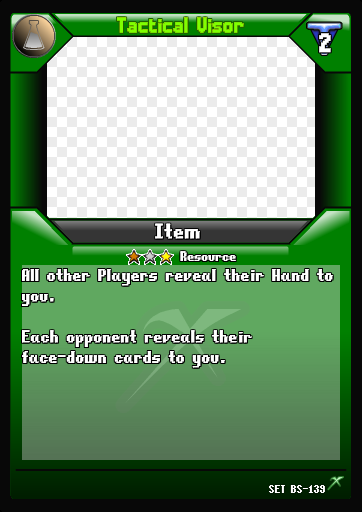 Tactical Visor
2
Item
Resource
All other Players reveal their Hand to
you.
Each opponent reveals their
face-down cards to you.
SET BS-139